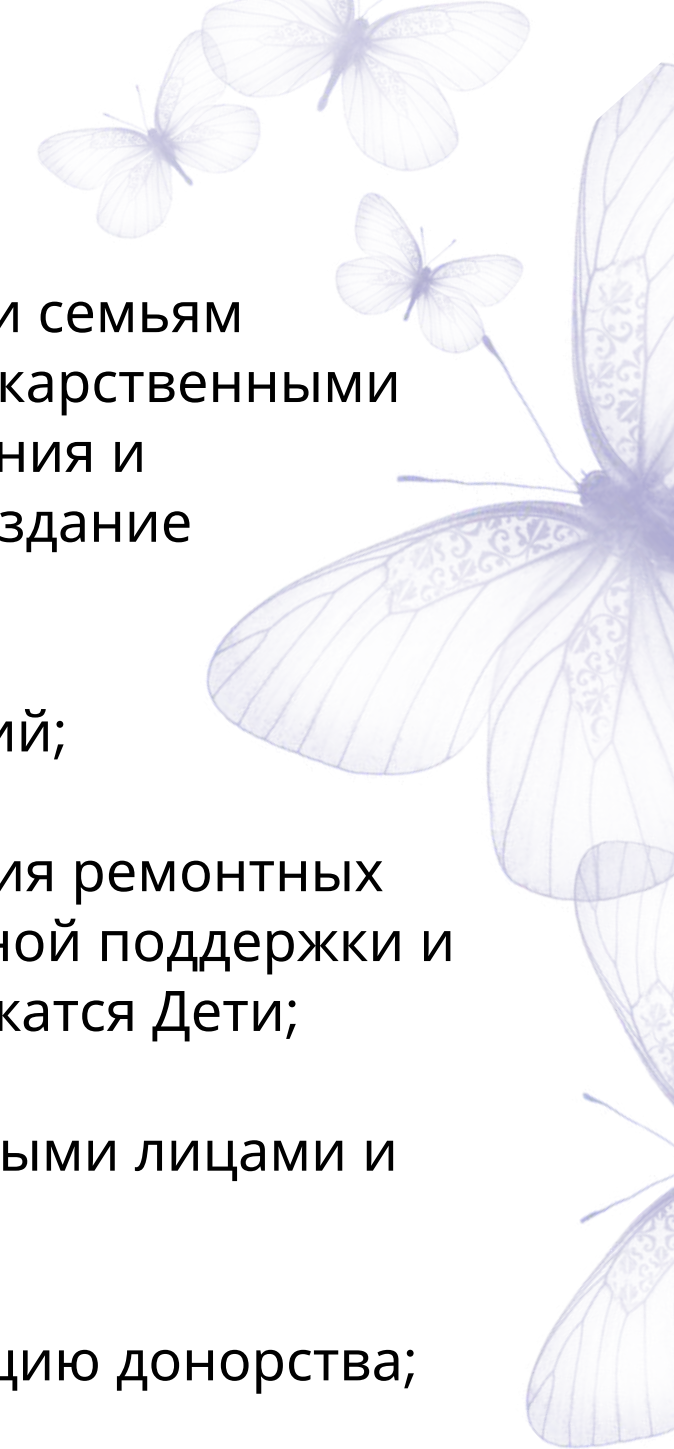 и семьям
карственными
ния и
здание
ий;
ия ремонтных
ной поддержки и
катся Дети;
ыми лицами и
цию донорства;